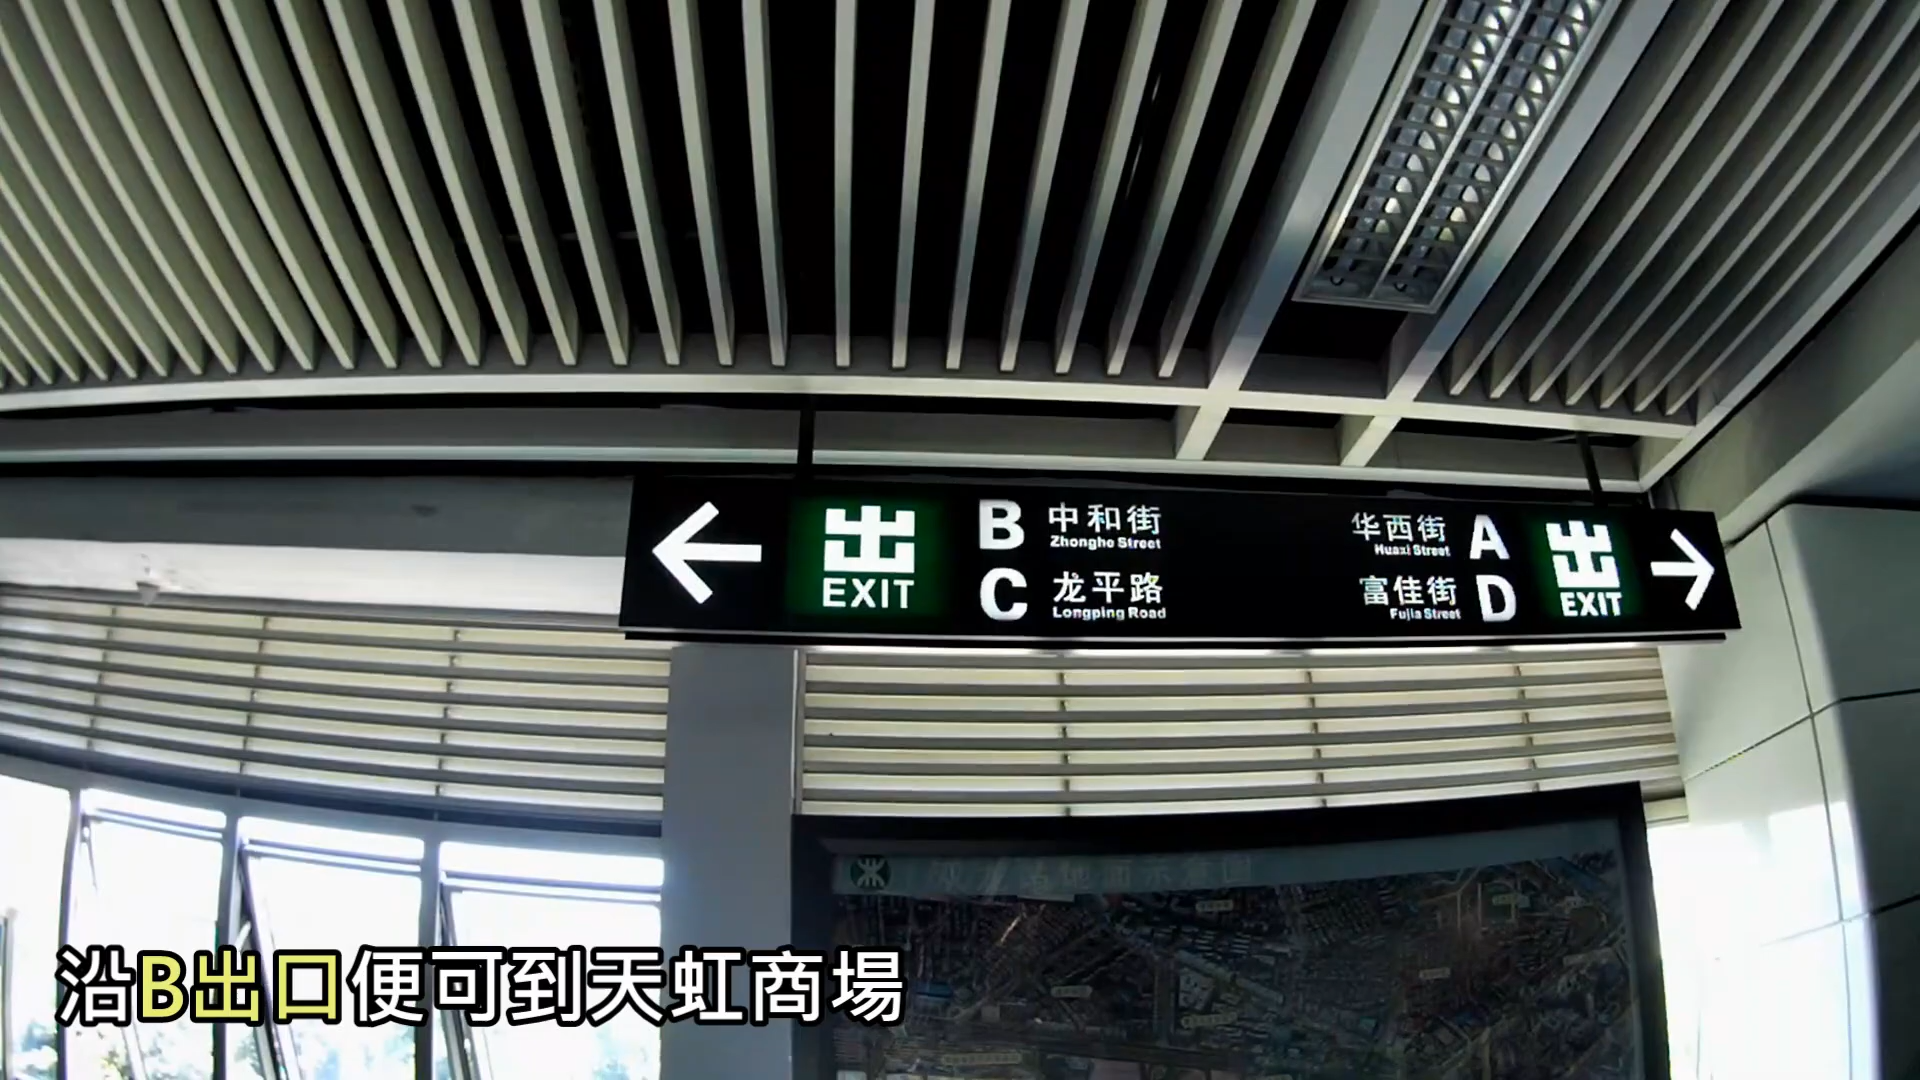 出
EXIT
B 中和街
Zhonghe Street
C 龙平路
Longping Road
华西街 A
Huaxi Street
富佳街 D
Fujia Street
出
EXIT
沿B出口便可到天虹商場